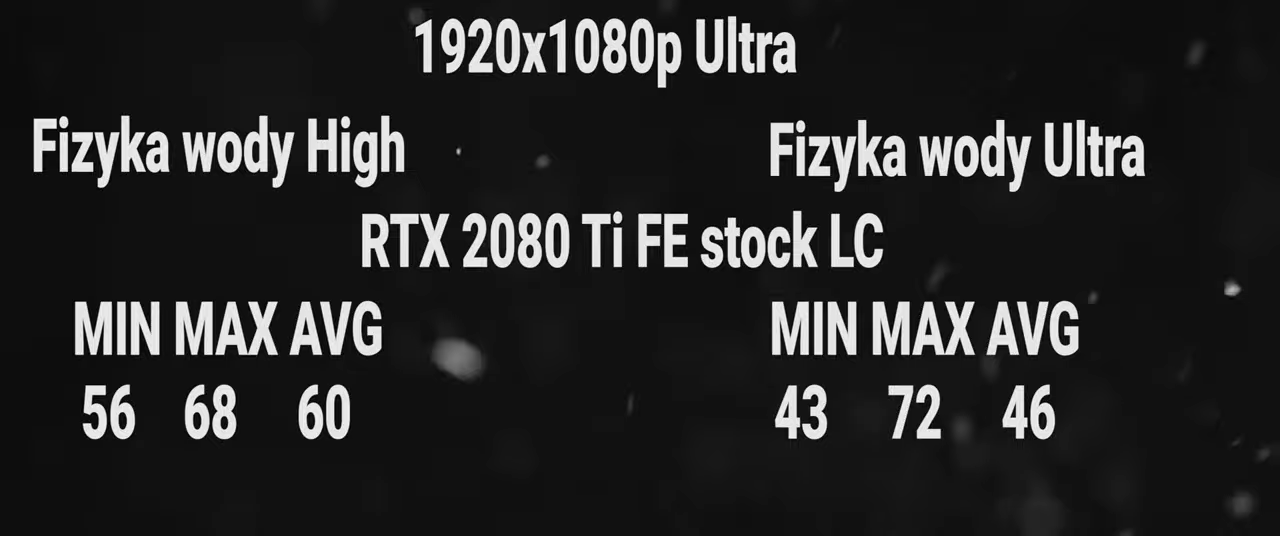 1920x1080p Ultra
Fizyka wody High Fizyka wody Ultra
RTX 2080 Ti FE stock LC
MIN MAX AVG MIN MAX AVG
56 68 60 43 72 46